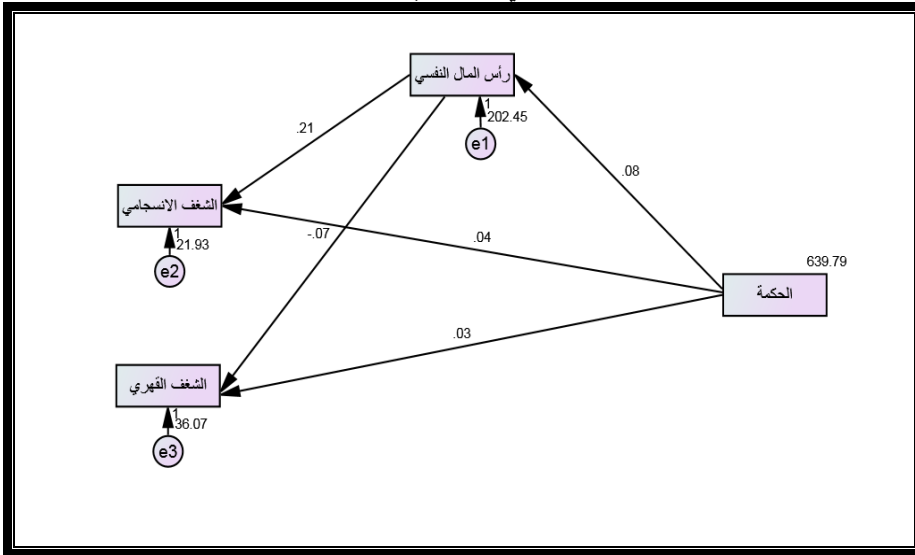 رأس المال النفسي
1
202.45
e1
.21
.08
الشغف الانسجامي
1
21.93
e2
-.07
.04
639.79
الحكمة
.03
الشغف القهري
1
36.07
e3